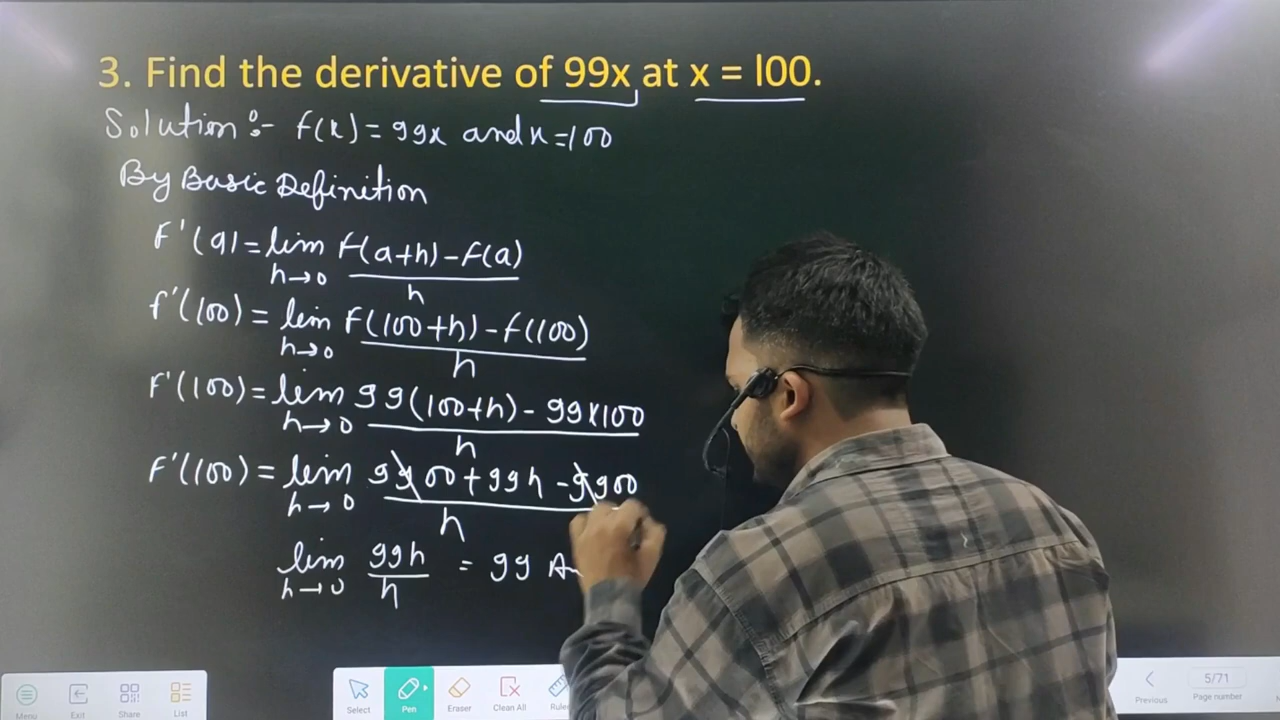 3. Find the derivative of 99x at x = l00.
Solution :- f(x) = 99x and x=100
By Basic Definition
F'(a) = lim h→0 F(a+h) - f(a) / h
f'(100) = lim h→0 F(100+h) - f(100) / h
F'(100) = lim h→0 99(100+h) - 99×100 / h
F'(100) = lim h→0 9900 + 99h - 9900 / h
lim h→0 99h / h = 99
Menu Exit Share List Select Pen Eraser Clean All Previous 5/71 Page number